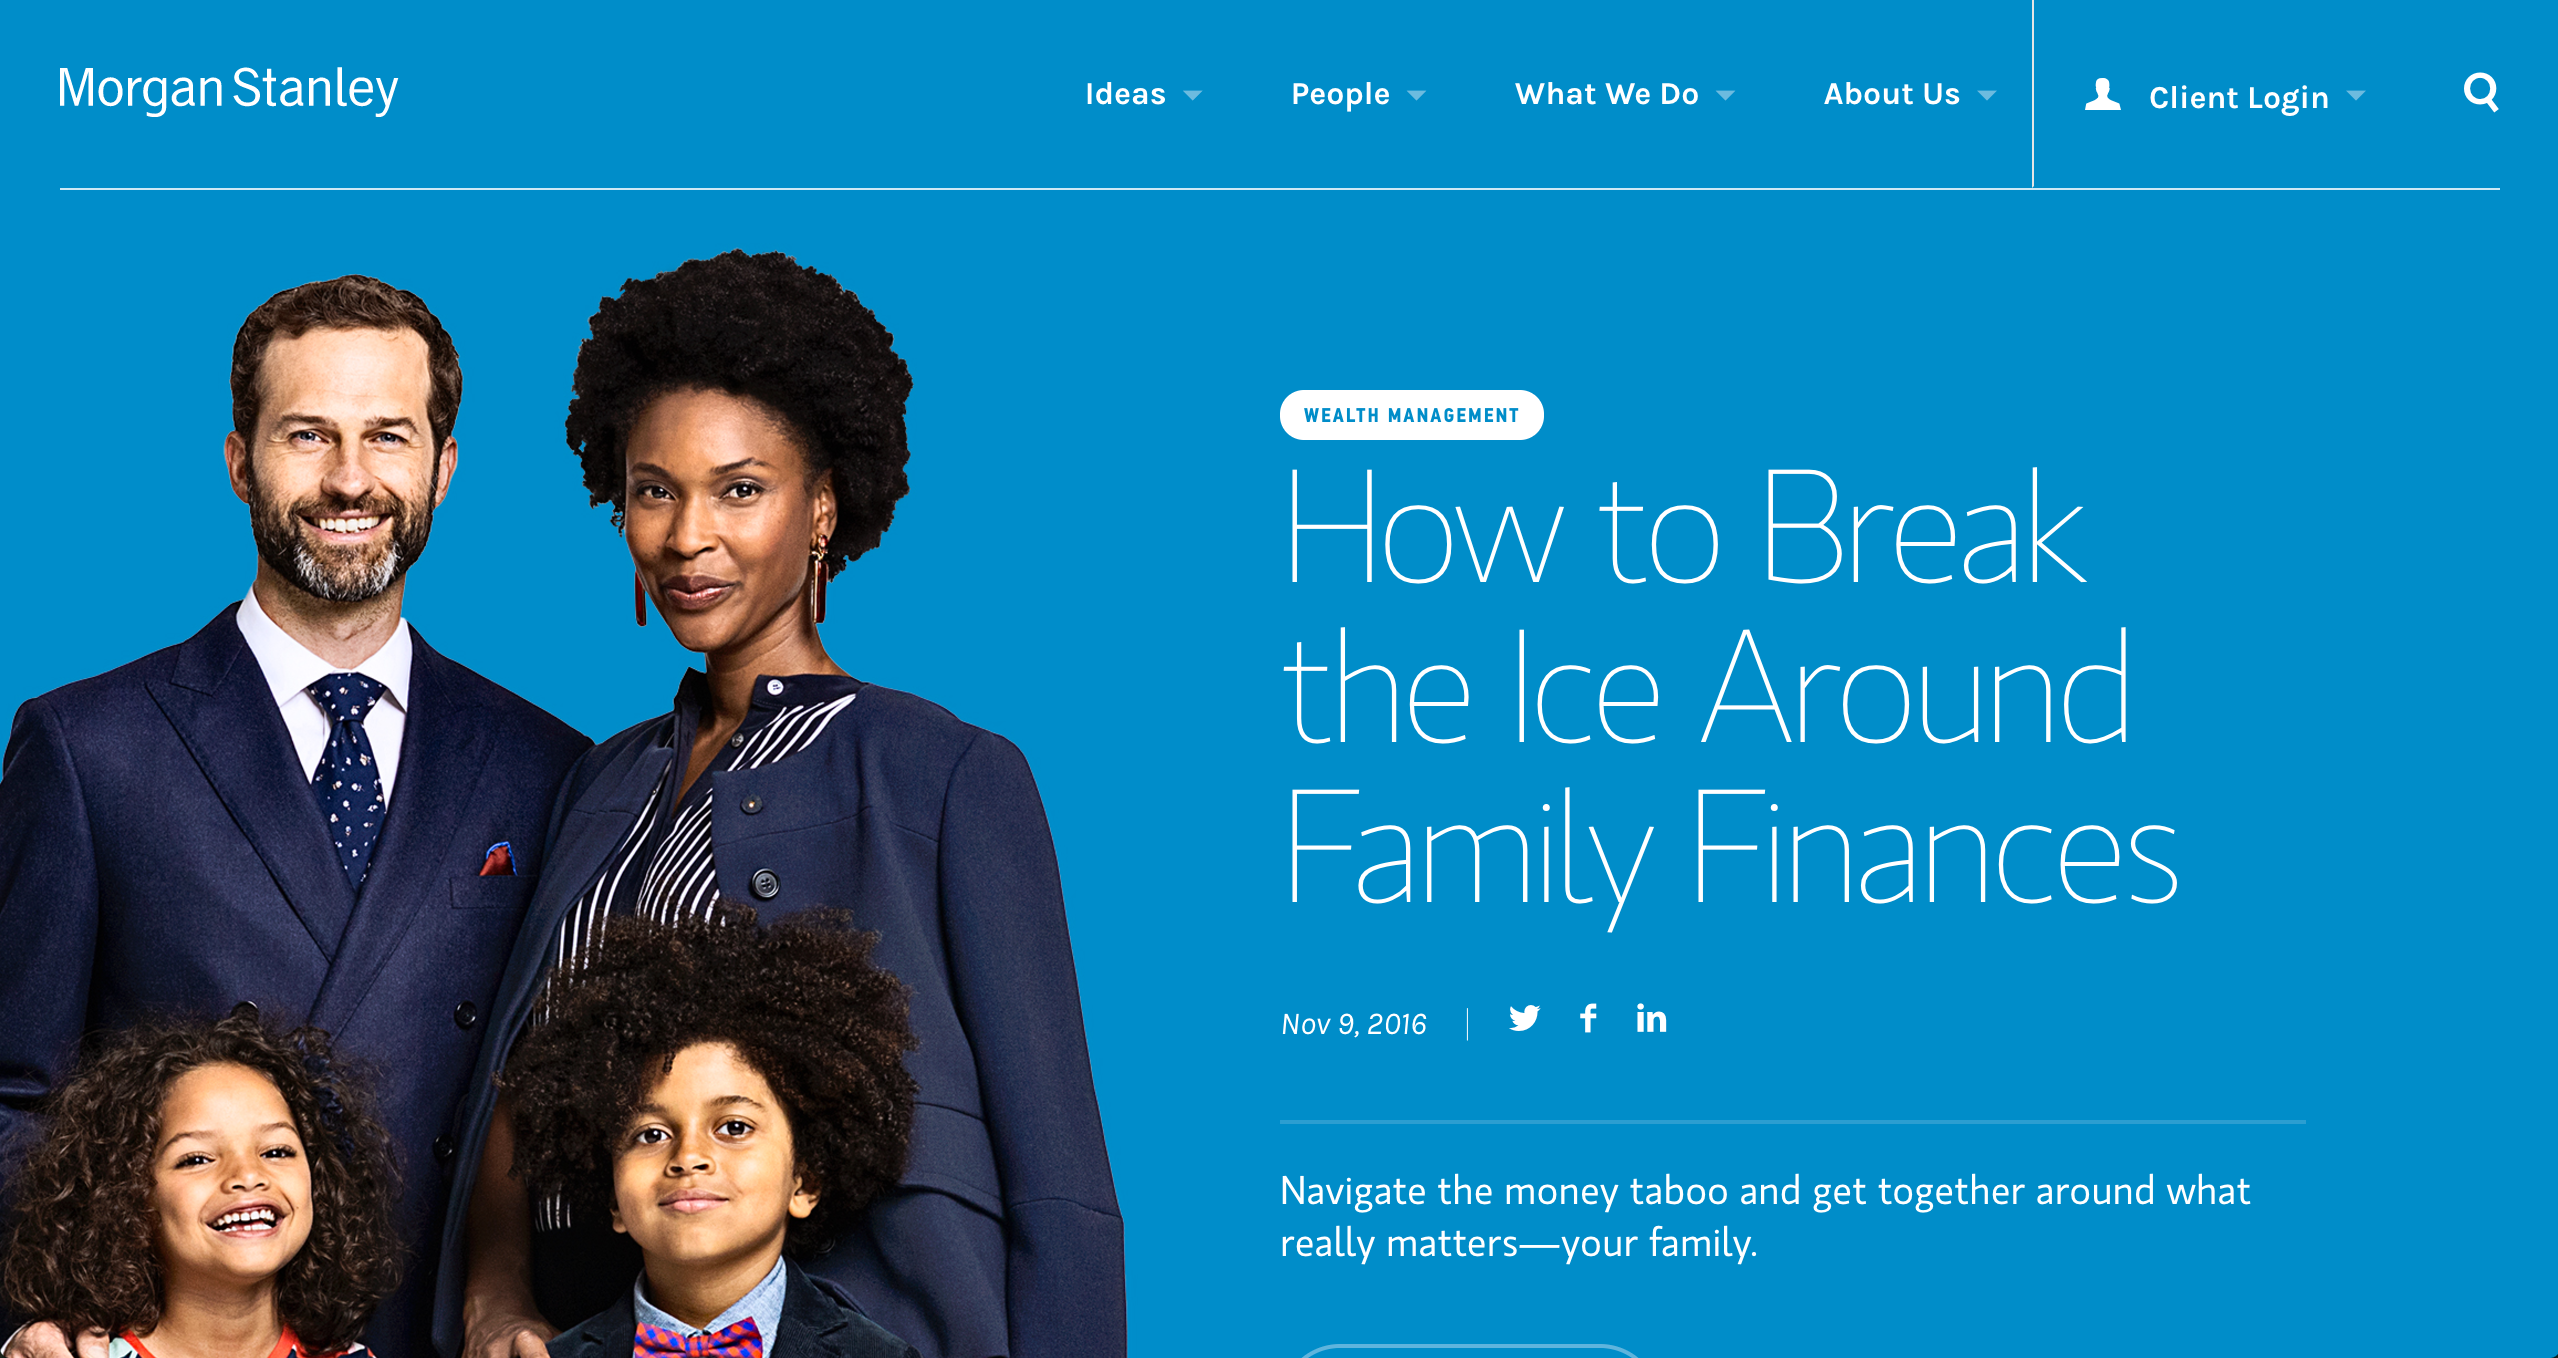 Morgan Stanley
Ideas
People
What We Do
About Us
Client Login
WEALTH MANAGEMENT
How to Break
the Ice Around
Family Finances
Nov 9, 2016
Navigate the money taboo and get together around what
really matters—your family.